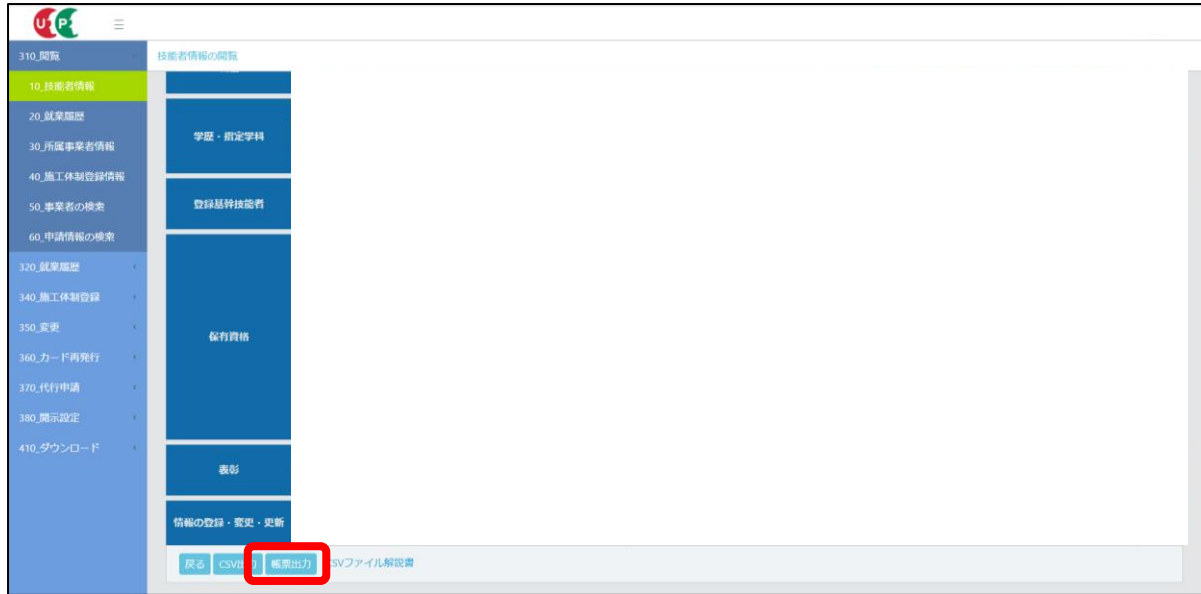 U P
310_閲覧
10_技能者情報
20_就業履歴
30_所属事業者情報
40_施工体制登録情報
50_事業者の検索
60_申請情報の検索
320_就業履歴
340_施工体制登録
350_変更
360_カード再発行
370_代行申請
380_開示設定
410_ダウンロード
技能者情報の閲覧
学歴・指定学科
登録基幹技能者
保有資格
表彰
情報の登録・変更・更新
戻る CSV出力 帳票出力 CSVファイル解説書